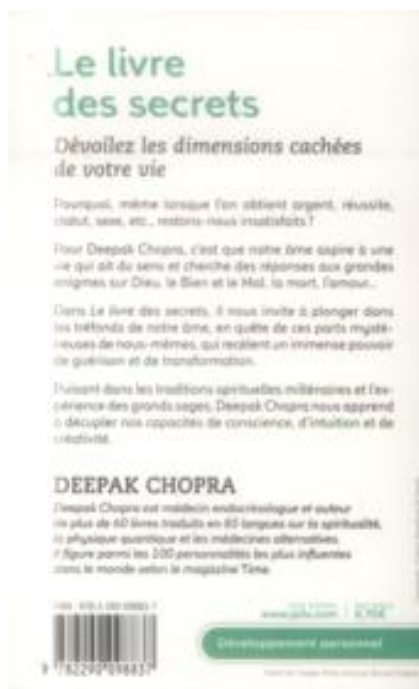 Le livre
des secrets
Dévoilez les dimensions cachées
de votre vie
Pourquoi, même lorsque l'on obtient argent, réussite,
statut, sexe, etc., restons-nous insatisfaits ?
Pour Deepak Chopra, c'est que notre âme aspire à une
vie qui ait du sens et cherche des réponses aux grandes
énigmes sur Dieu, le Bien et le Mal, la mort, l'amour...
Dans Le livre des secrets, il nous invite à plonger dans
les tréfonds de notre âme, en quête de ces parts mysté-
rieuses de nous-mêmes, qui recèlent un immense pouvoir
de guérison et de transformation.
Puisant dans les traditions spirituelles millénaires et l'ex-
périence des grands sages, Deepak Chopra nous apprend
à décupler nos capacités de conscience, d'intuition et de
créativité.
DEEPAK CHOPRA
Deepak Chopra est médecin endocrinologue et auteur
de plus de 60 livres traduits en 85 langues sur la spiritualité,
la physique quantique et les médecines alternatives.
Il figure parmi les 100 personnalités les plus influentes
dans le monde selon le magazine Time.
www.jailu.com
Développement personnel
9 782290 098837